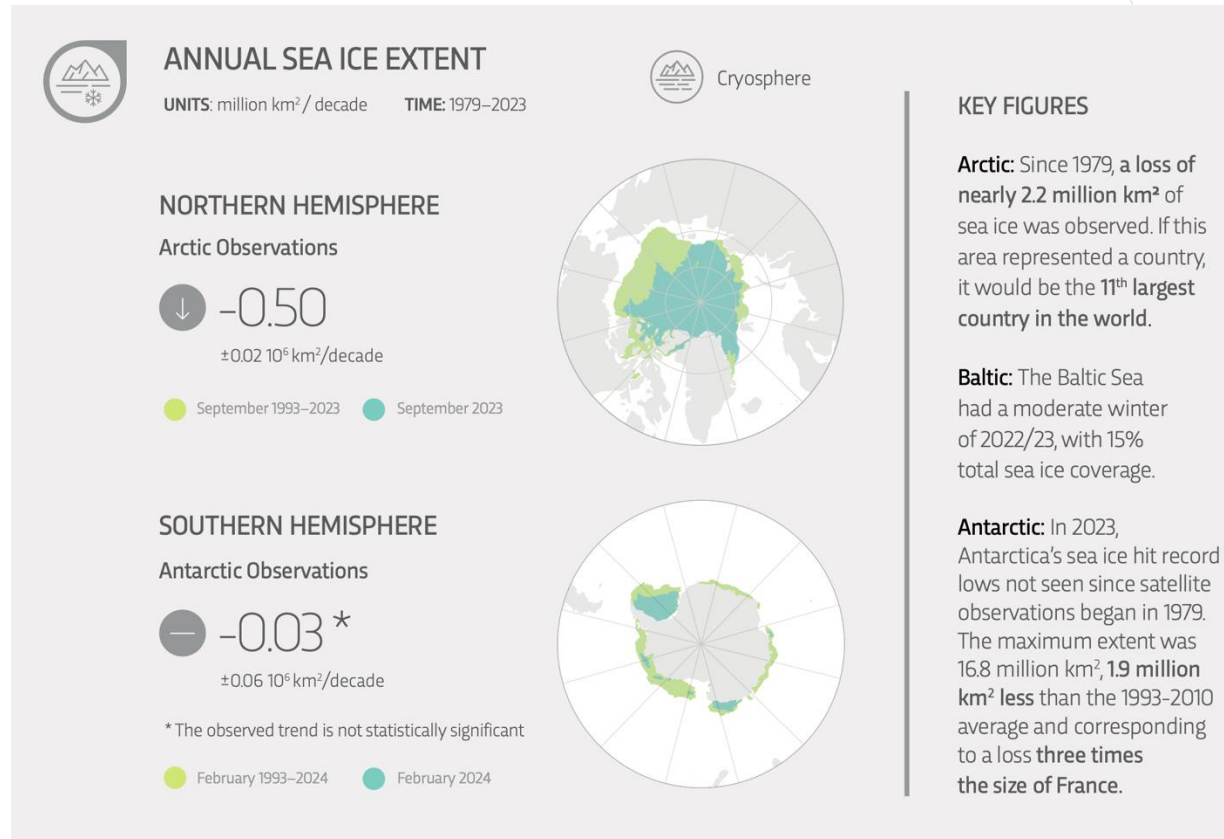 ANNUAL SEA ICE EXTENT
UNITS: million km²/ decade TIME: 1979–2023
Cryosphere
NORTHERN HEMISPHERE
Arctic Observations
-0.50
±0.02 10⁶ km²/decade
September 1993–2023 September 2023
SOUTHERN HEMISPHERE
Antarctic Observations
-0.03 *
±0.06 10⁶ km²/decade
* The observed trend is not statistically significant
February 1993–2024 February 2024
KEY FIGURES
Arctic: Since 1979, a loss of
nearly 2.2 million km² of
sea ice was observed. If this
area represented a country,
it would be the 11th largest
country in the world.
Baltic: The Baltic Sea
had a moderate winter
of 2022/23, with 15%
total sea ice coverage.
Antarctic: In 2023,
Antarctica's sea ice hit record
lows not seen since satellite
observations began in 1979.
The maximum extent was
16.8 million km², 1.9 million
km² less than the 1993-2010
average and corresponding
to a loss three times
the size of France.